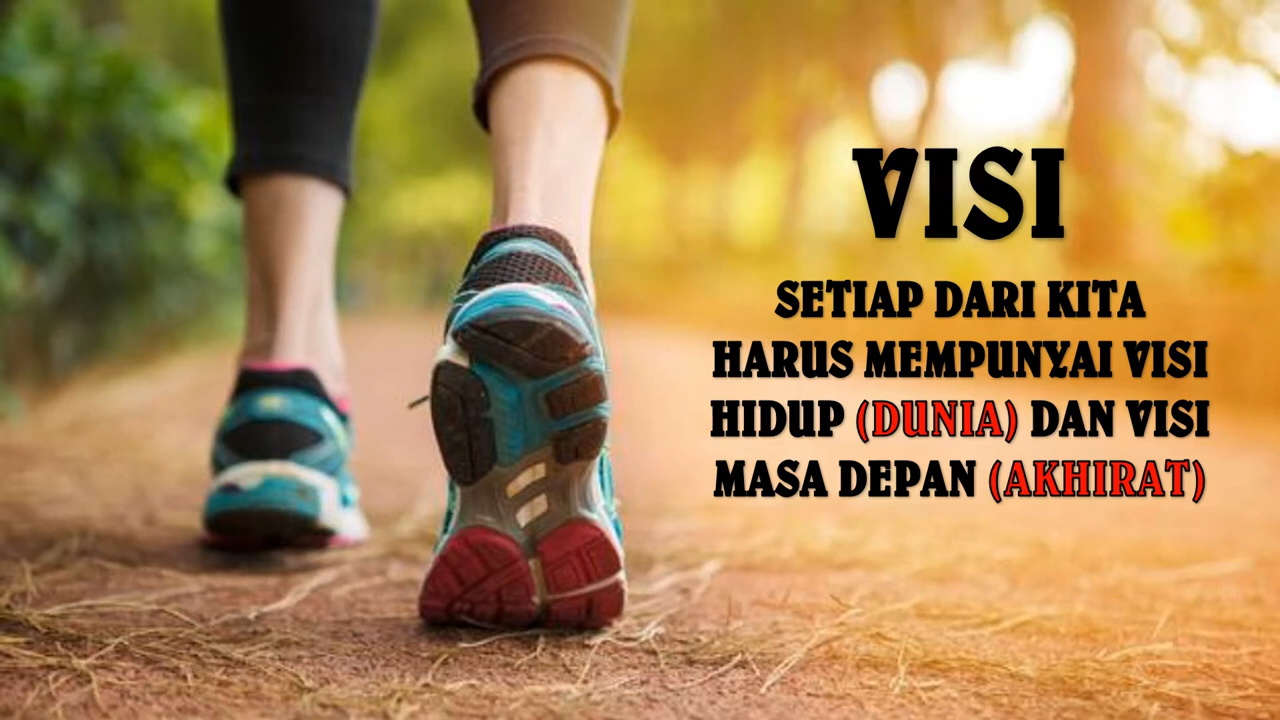 VISI
SETIAP DARI KITA
HARUS MEMPUNYAI VISI
HIDUP (DUNIA) DAN VISI
MASA DEPAN (AKHIRAT)